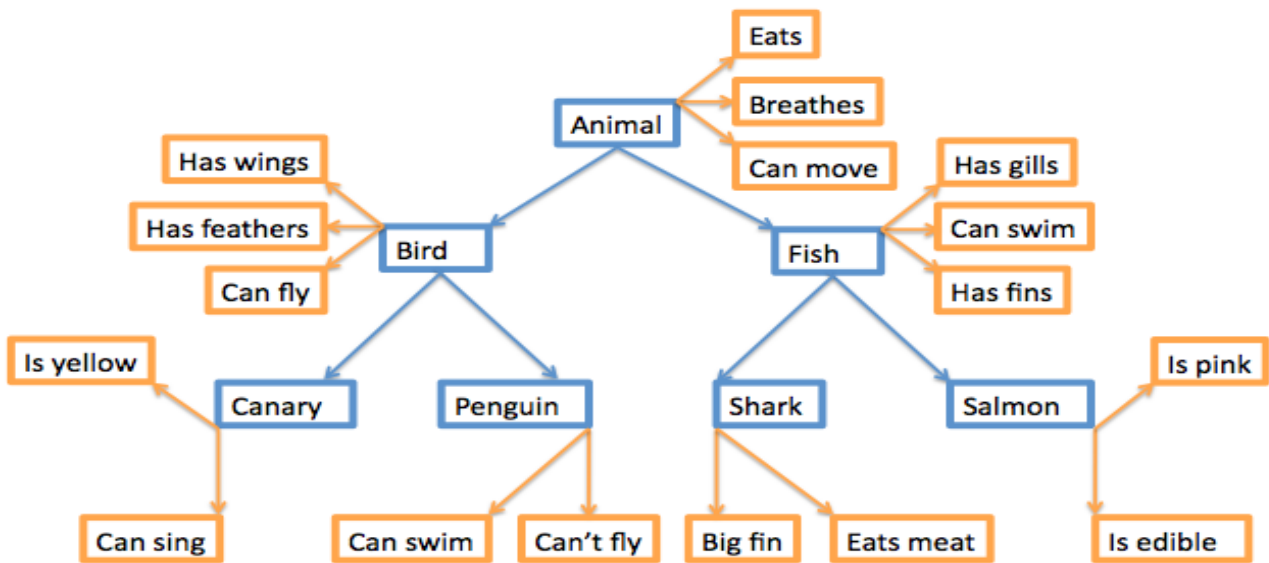 Eats
Breathes
Animal
Can move
Has wings
Has gills
Has feathers
Can swim
Bird
Fish
Can fly
Has fins
Is yellow
Is pink
Canary
Penguin
Shark
Salmon
Can sing
Can swim
Can't fly
Big fin
Eats meat
Is edible